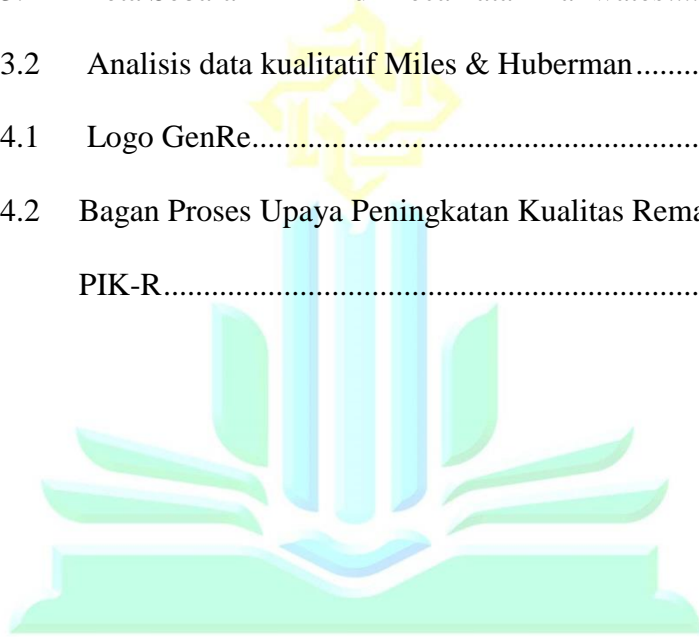 3.2 Analisis data kualitatif Miles & Huberman........
4.1 Logo GenRe........................................................
4.2 Bagan Proses Upaya Peningkatan Kualitas
PIK-R...................................................................